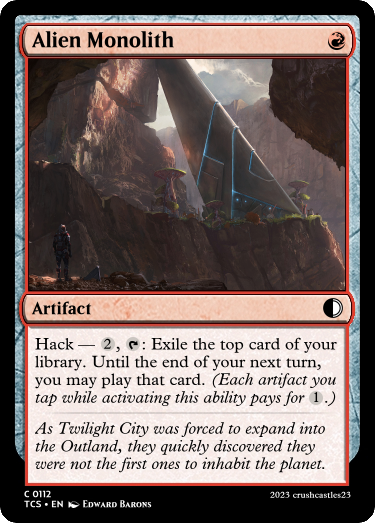 Alien Monolith
Artifact
Hack — 2, : Exile the top card of your
library. Until the end of your next turn,
you may play that card. (Each artifact you
tap while activating this ability pays for 1.)
As Twilight City was forced to expand into
the Outland, they quickly discovered they
were not the first ones to inhabit the planet.
C 0112
TCS • EN Edward Barons
2023 crushcastles23